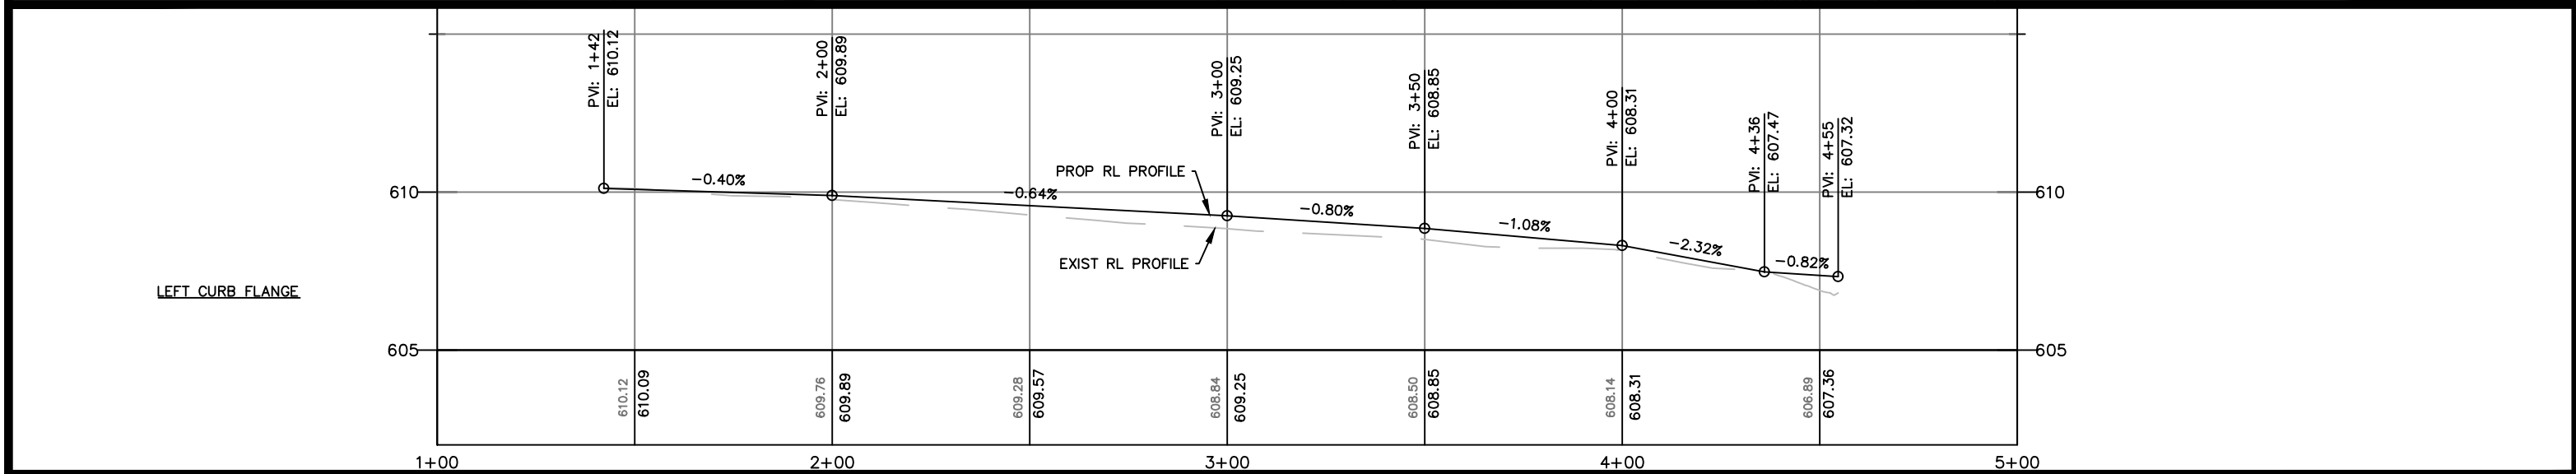 PVI: 1+42
EL: 610.12
PVI: 2+00
EL: 609.89
PVI: 3+00
EL: 609.25
PVI: 3+50
EL: 608.85
PVI: 4+00
EL: 608.31
PVI: 4+36
EL: 607.47
PVI: 4+55
EL: 607.32
PROP RL PROFILE
-0.40%
-0.64%
-0.80%
-1.08%
-2.32%
-0.82%
610
610
EXIST RL PROFILE
LEFT CURB FLANGE
605
605
610.12
610.09
609.76
609.89
609.28
609.57
608.84
609.25
608.50
608.85
608.14
608.31
606.89
607.36
1+00
2+00
3+00
4+00
5+00